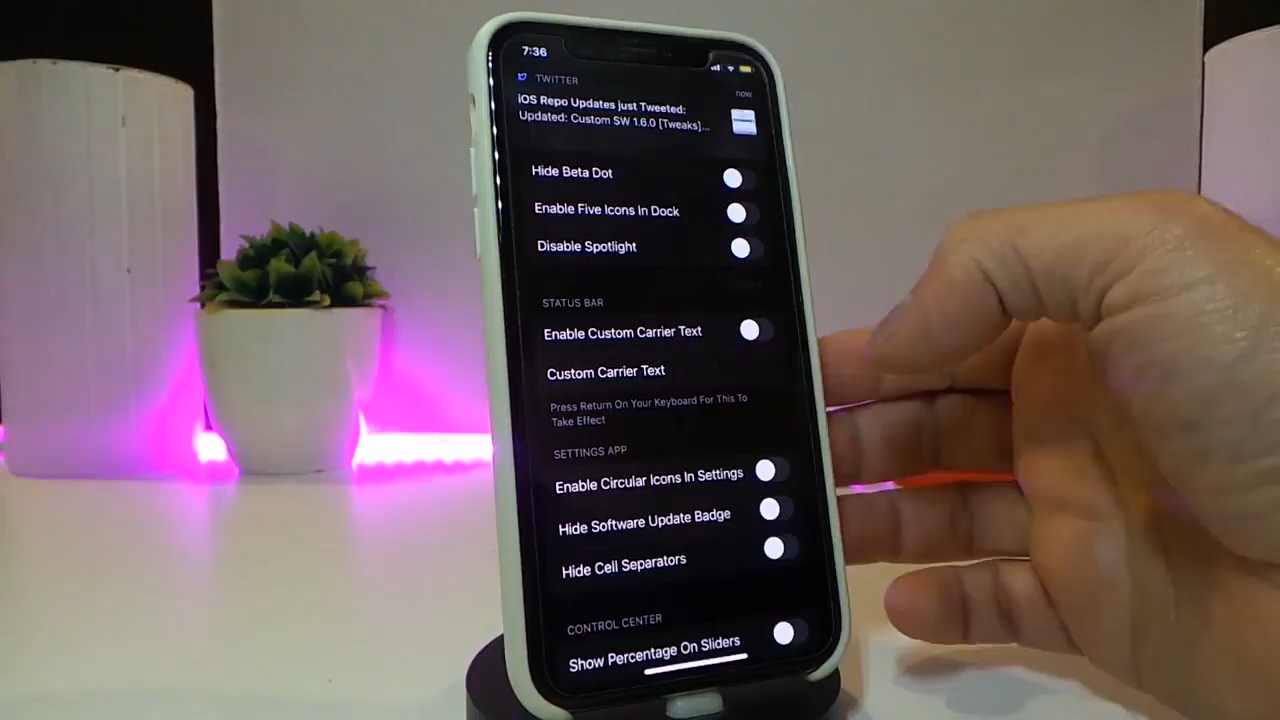 7:36
TWITTER
now
iOS Repo Updates just Tweeted:
Updated: Custom SW 1.6.0 [Tweaks]...
Hide Beta Dot
Enable Five Icons In Dock
Disable Spotlight
STATUS BAR
Enable Custom Carrier Text
Custom Carrier Text
Press Return On Your Keyboard For This To
Take Effect
SETTINGS APP
Enable Circular Icons In Settings
Hide Software Update Badge
Hide Cell Separators
CONTROL CENTER
Show Percentage On Sliders